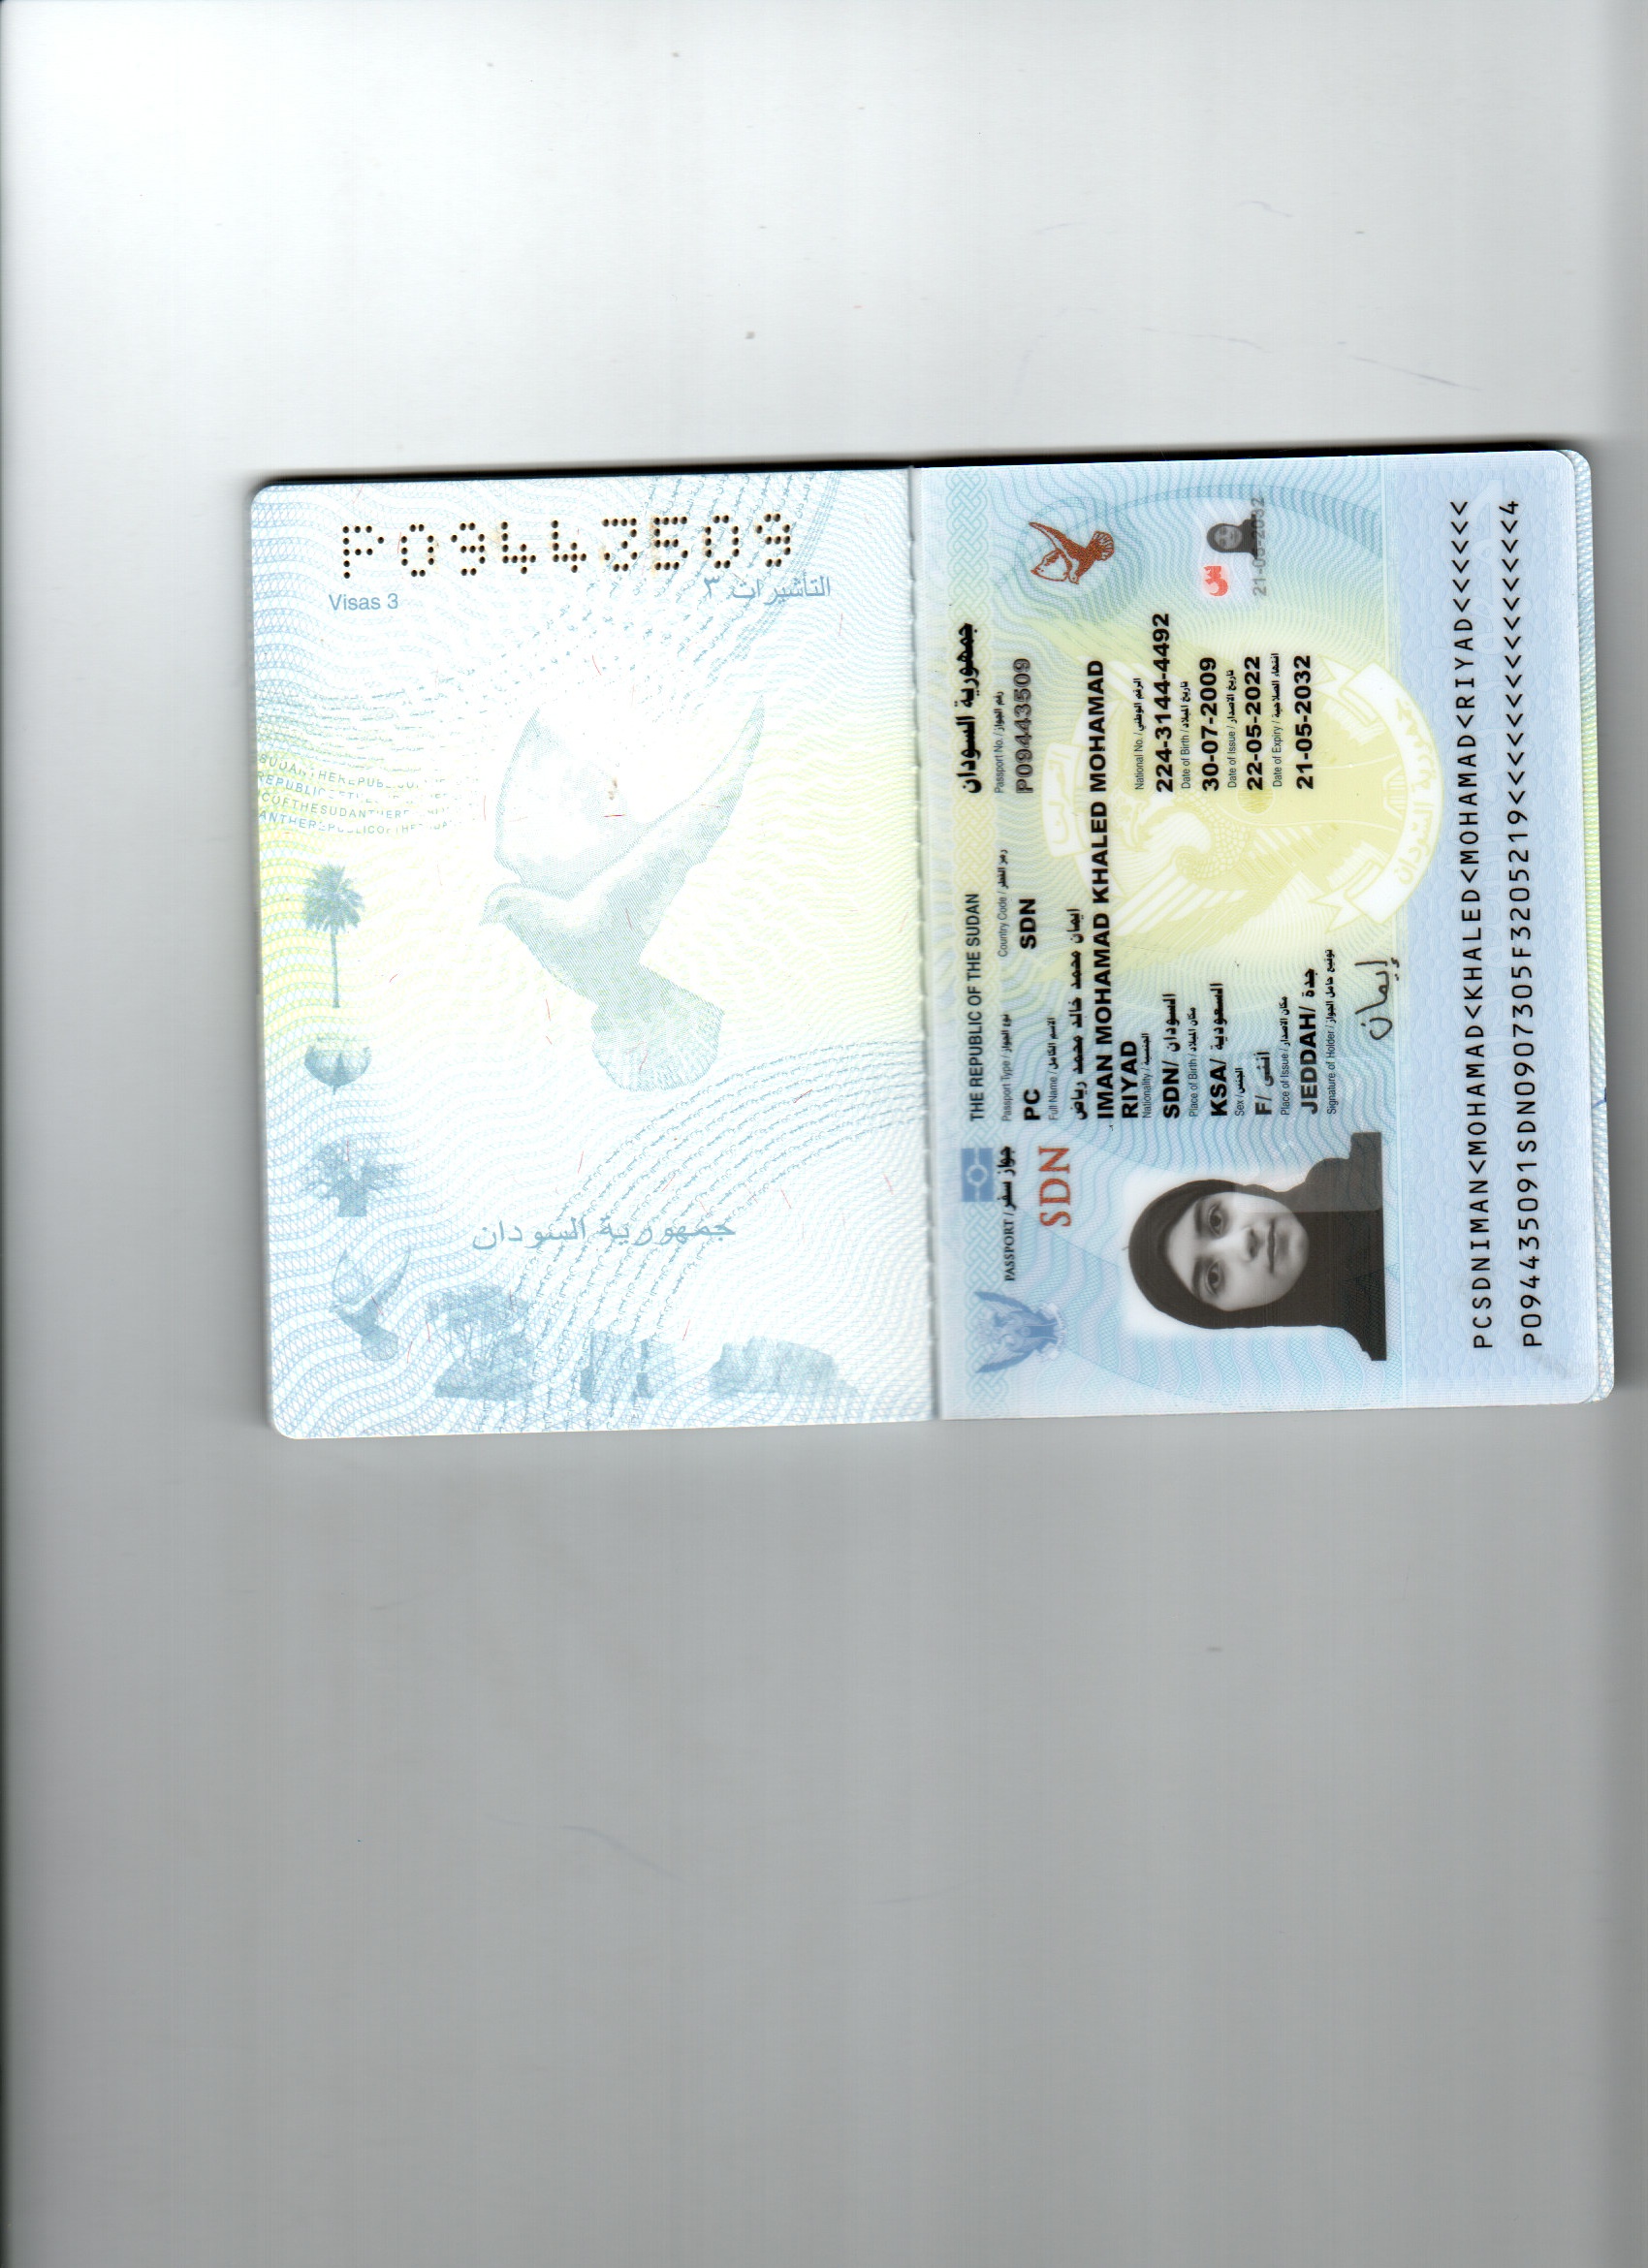 P09443509
Visas 3
التأشيرات ٣
جمهورية السودان
THE REPUBLIC OF THE SUDAN
جمهورية السودان
PASSPORT / جواز سفر
Passport Type / نوع الجواز
Country Code / رمز القطر
Passport No. / رقم الجواز
SDN
PC
SDN
P09443509
Full Name / الاسم الكامل
ايمان محمد خالد محمد رياض
IMAN MOHAMAD KHALED MOHAMAD
RIYAD
Nationality / الجنسية
National No. / الرقم الوطني
SDN/ السودان
224-3144-4492
Place of Birth / مكان الميلاد
Date of Birth / تاريخ الميلاد
KSA/ السعودية
30-07-2009
Sex / الجنس
Date of Issue / تاريخ الاصدار
F/ أنثى
22-05-2022
Place of Issue / مكان الاصدار
Date of Expiry / انتهاء الصلاحية
JEDDAH/ جدة
21-05-2032
Signature of Holder / توقيع حامل الجواز
إيمان
س
21-05-2032
جمهورية السودان
PCSDNIMAN<MOHAMAD<KHALED<MOHAMAD<RIYAD<<<<<<
P094435091SDN0907305F3205219<<<<<<<<<<<<<<<4